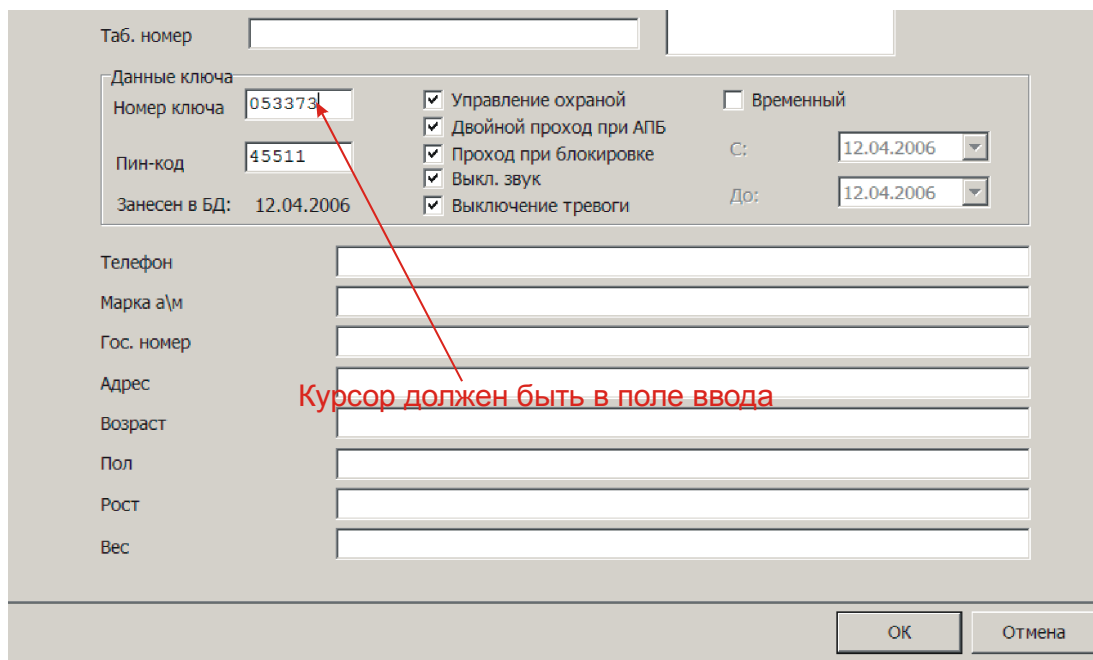 Таб. номер
Данные ключа
Номер ключа 053373 Управление охраной Временный
Двойной проход при АПБ
Пин-код 45511 Проход при блокировке С: 12.04.2006
Выкл. звук
Занесен в БД: 12.04.2006 Выключение тревоги До: 12.04.2006
Телефон
Марка а\м
Гос. номер
Адрес
Курсор должен быть в поле ввода
Возраст
Пол
Рост
Вес
ОК Отмена